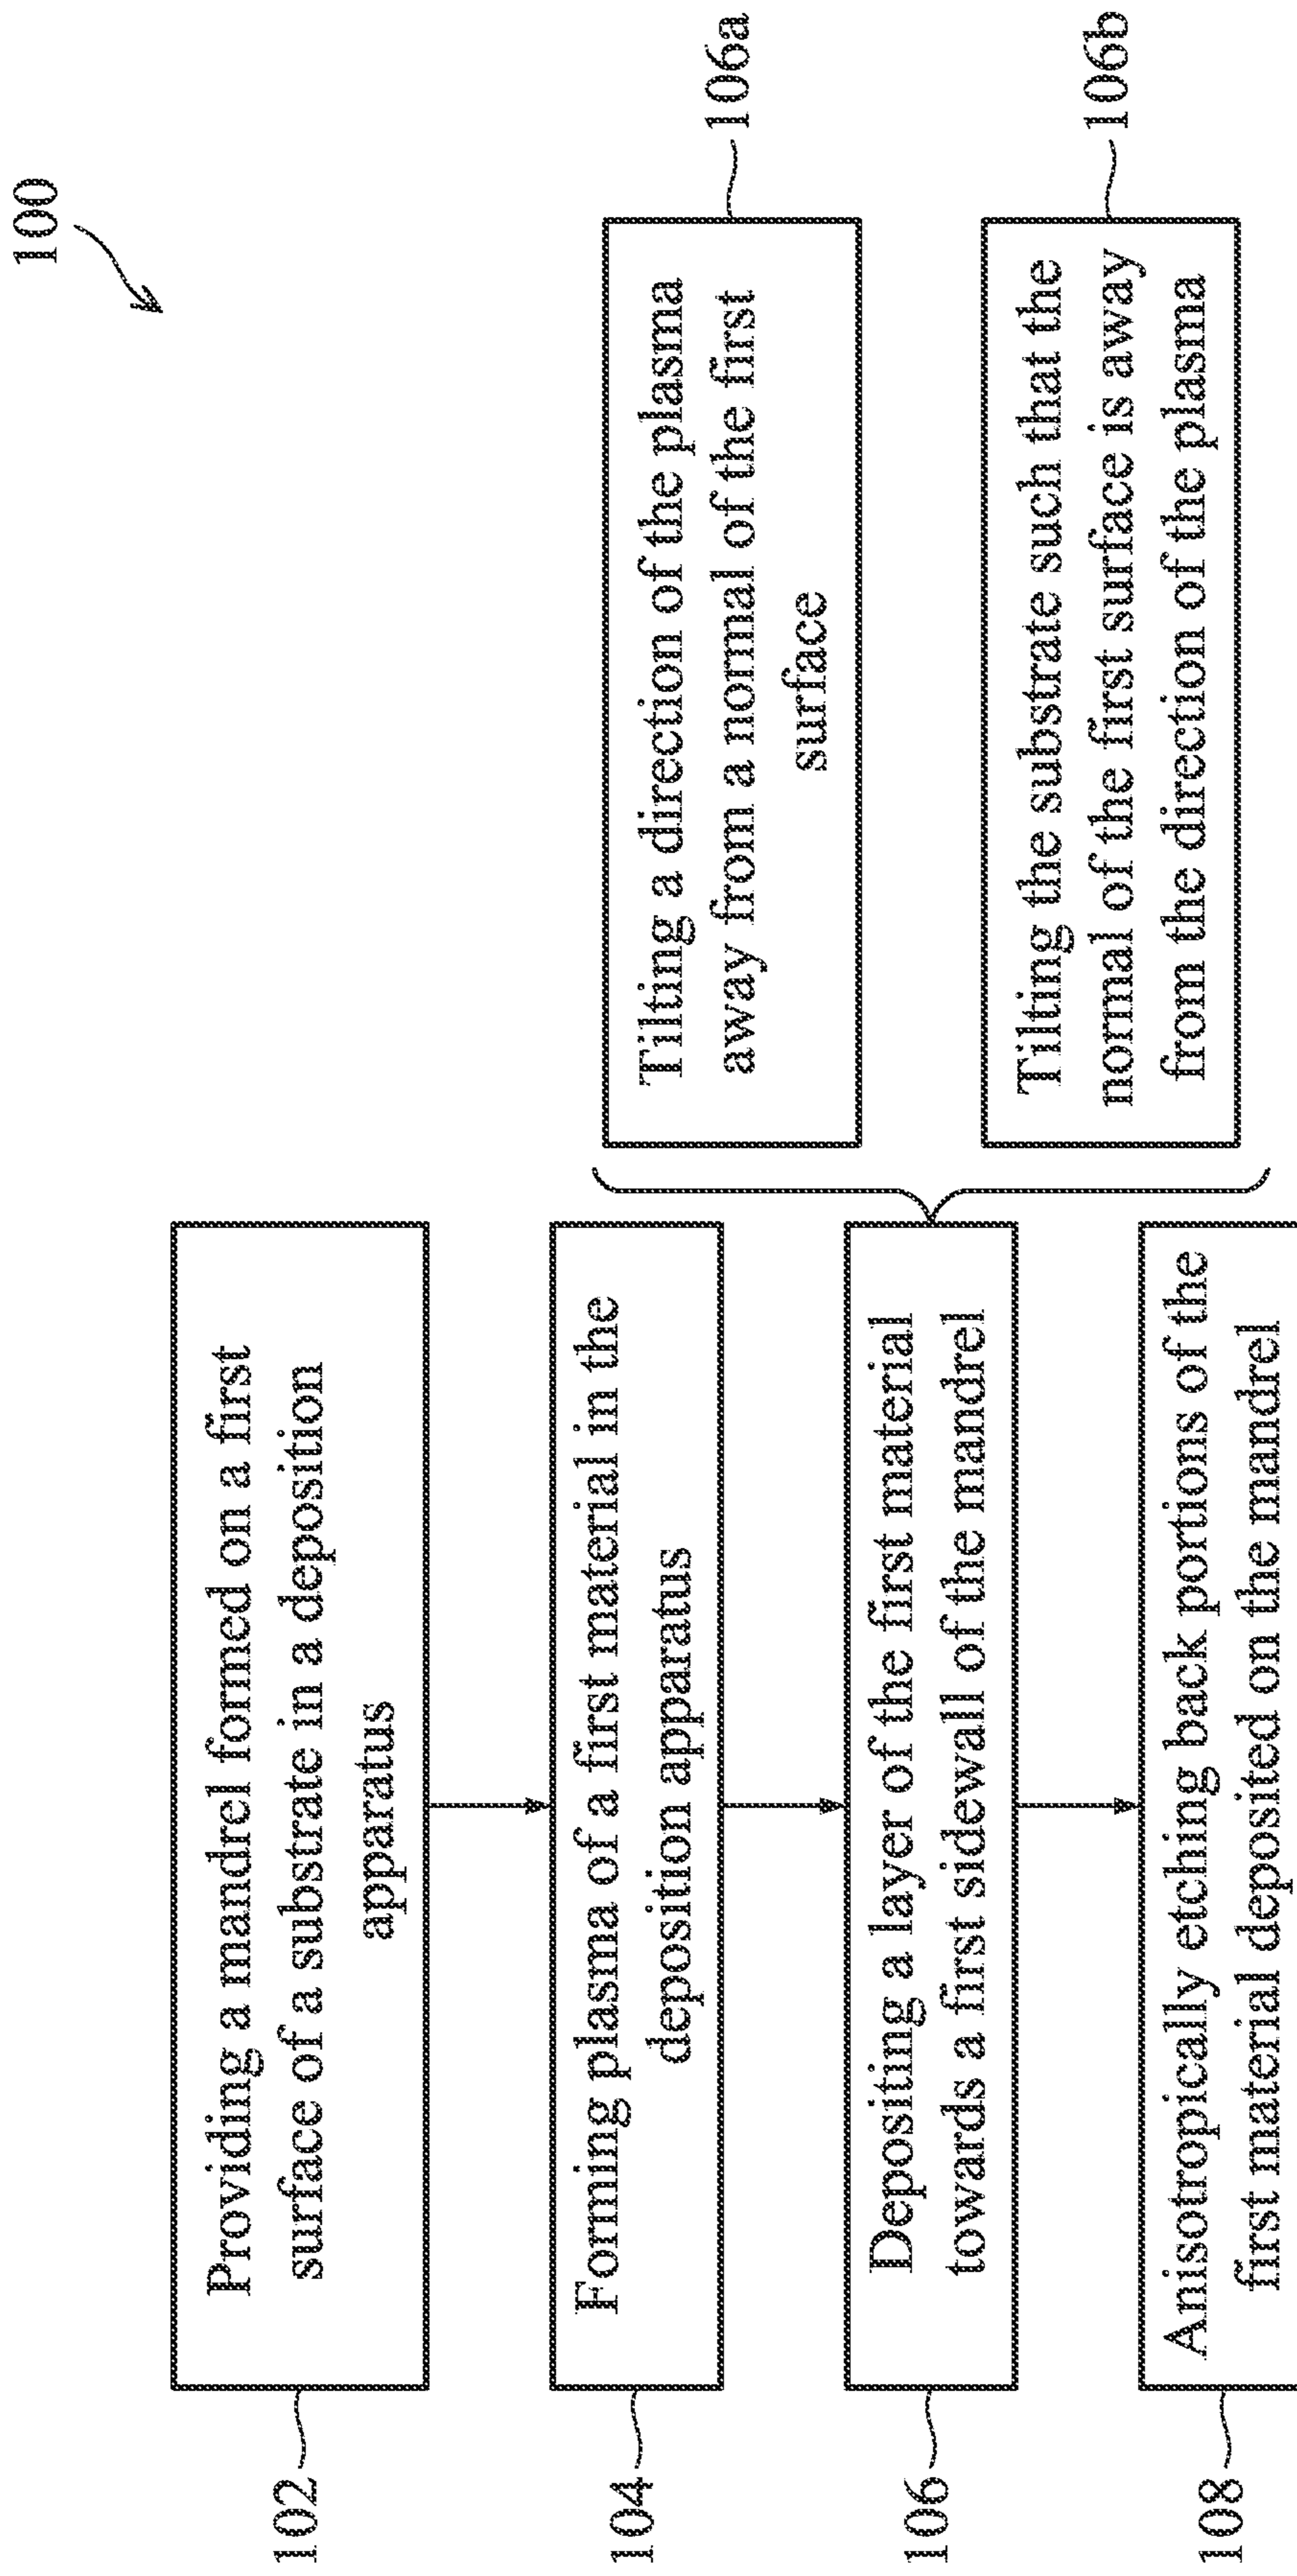 100
102
Providing a mandrel formed on a first
surface of a substrate in a deposition
apparatus
104
Forming plasma of a first material in the
deposition apparatus
106
Depositing a layer of the first material
towards a first sidewall of the mandrel
Tilting a direction of the plasma
away from a normal of the first
surface
106a
Tilting the substrate such that the
normal of the first surface is away
from the direction of the plasma
106b
108
Anisotropically etching back portions of the
first material deposited on the mandrel